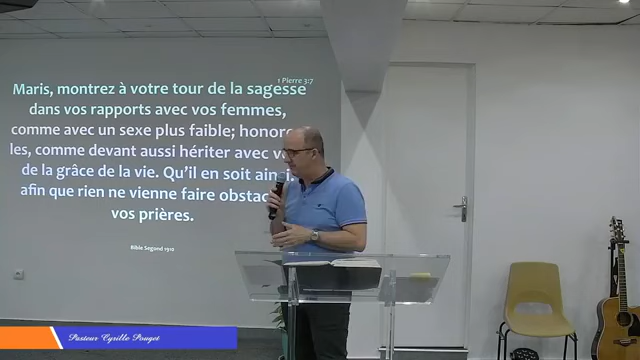 1 Pierre 3:7
Maris, montrez à votre tour de la sagesse
dans vos rapports avec vos femmes,
comme avec un sexe plus faible; honorez-
les, comme devant aussi hériter avec
de la grâce de la vie. Qu'il en soit ainsi,
afin que rien ne vienne faire
vos prières.
Bible Segond 1910
Pasteur Cyrille Pouget